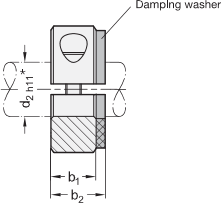 Damping washer
d2 h11*
b1
b2